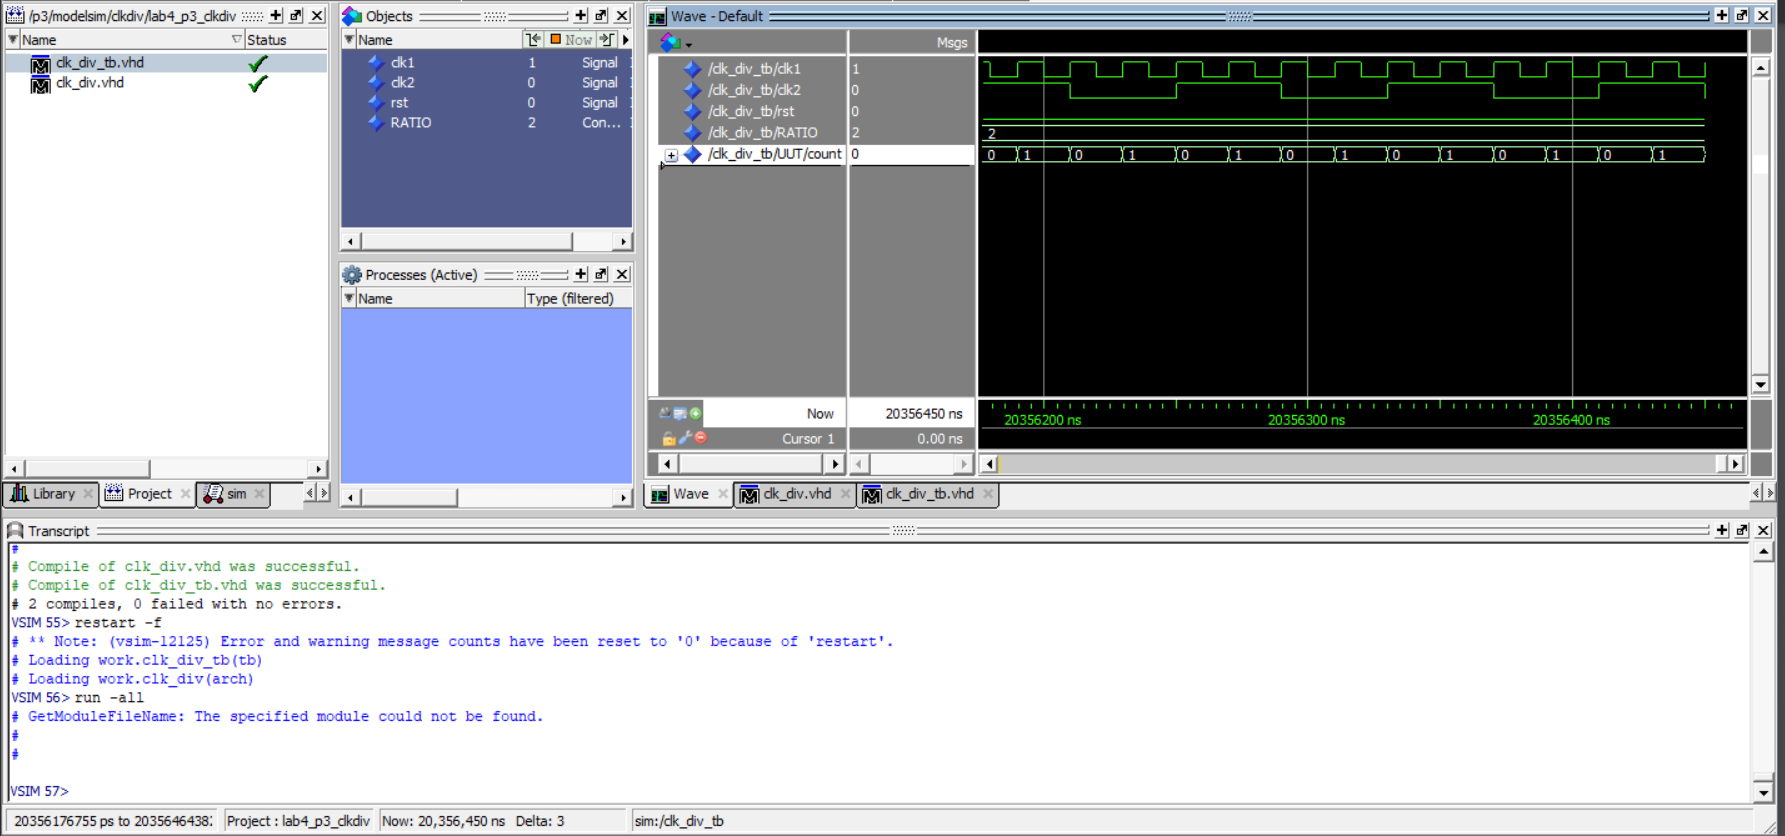 /p3/modelsim/clkdiv/lab4_p3_clkdiv
Name Status
clk_div_tb.vhd
clk_div.vhd
Library Project sim
Objects
Name Now
clk1 1 Signal
clk2 0 Signal
rst 0 Signal
RATIO 2 Con...
Processes (Active)
Name Type (filtered)
Wave - Default
Msgs
/clk_div_tb/clk1 1
/clk_div_tb/clk2 0
/clk_div_tb/rst 0
/clk_div_tb/RATIO 2 2
/clk_div_tb/UUT/count 0 0 1 0 1 0 1 0 1 0 1 0 1 0 1
Now 20356450 ns 20356200 ns 20356300 ns 20356400 ns
Cursor 1 0.00 ns
Wave clk_div.vhd clk_div_tb.vhd
Transcript
#
# Compile of clk_div.vhd was successful.
# Compile of clk_div_tb.vhd was successful.
# 2 compiles, 0 failed with no errors.
VSIM 55> restart -f
# ** Note: (vsim-12125) Error and warning message counts have been reset to '0' because of 'restart'.
# Loading work.clk_div_tb(tb)
# Loading work.clk_div(arch)
VSIM 56> run -all
# GetModuleFileName: The specified module could not be found.
#
#
VSIM 57>
20356176755 ps to 2035646438 Project : lab4_p3_clkdiv Now: 20,356,450 ns Delta: 3 sim:/clk_div_tb